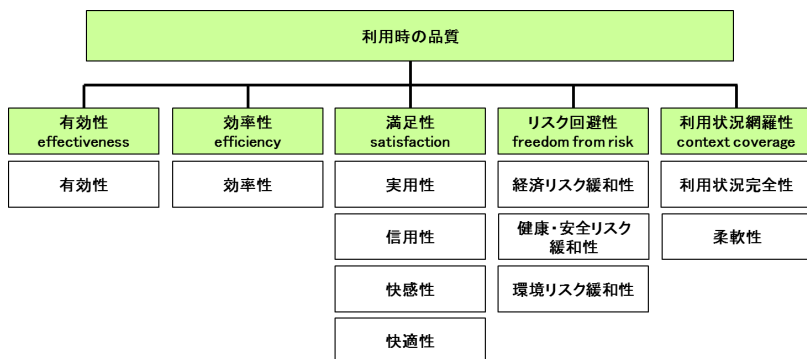 利用時の品質
有効性
effectiveness
効率性
efficiency
満足性
satisfaction
リスク回避性
freedom from risk
利用状況網羅性
context coverage
有効性
効率性
実用性
経済リスク緩和性
利用状況完全性
信用性
健康・安全リスク
緩和性
柔軟性
快感性
環境リスク緩和性
快適性